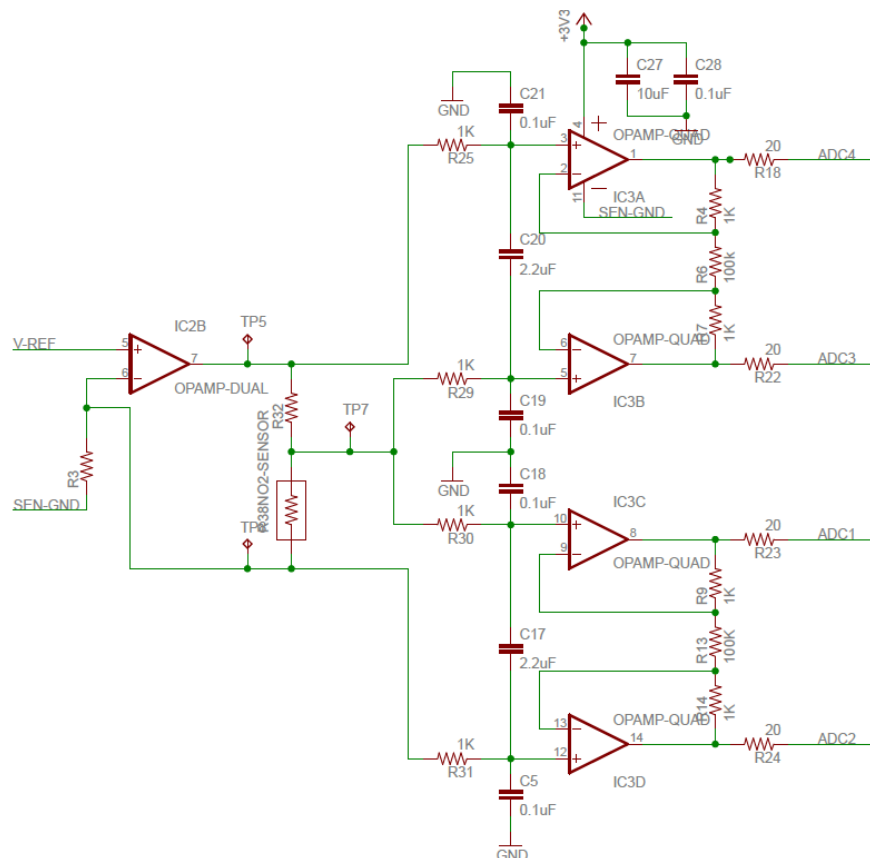 +3V3
C27
10uF
C28
0.1uF
GND
C21
0.1uF
GND
1K
R25
4
3
2
1
11
OPAMP-QUAD
IC3A
SEN-GND
20
R18
ADC4
R4
1K
C20
2.2uF
R6
100k
R7
1K
V-REF
5
6
7
IC2B
OPAMP-DUAL
TP5
R32
TP7
1K
R29
6
5
7
OPAMP-QUAD
IC3B
20
R22
ADC3
C19
0.1uF
GND
C18
0.1uF
R3
SEN-GND
R38NO2-SENSOR
1K
R30
10
9
8
IC3C
OPAMP-QUAD
20
R23
ADC1
R9
1K
C17
2.2uF
R13
100K
R14
1K
1K
R31
13
12
14
OPAMP-QUAD
IC3D
20
R24
ADC2
C5
0.1uF
GND